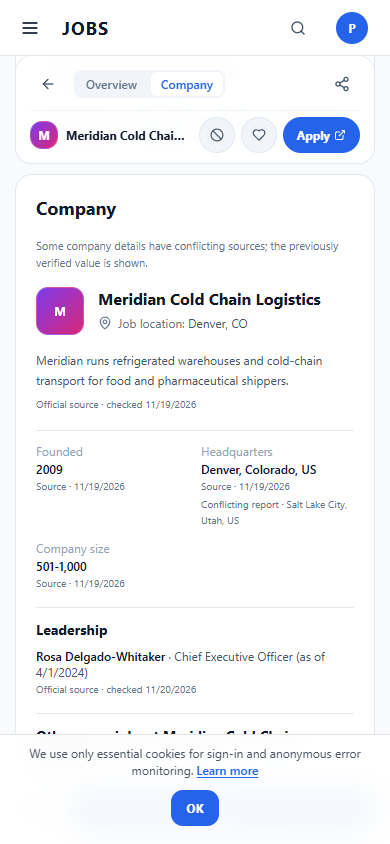 JOBS
P
Overview
Company
M
Meridian Cold Chai...
Apply
Company
Some company details have conflicting sources; the previously
verified value is shown.
M
Meridian Cold Chain Logistics
Job location: Denver, CO
Meridian runs refrigerated warehouses and cold-chain
transport for food and pharmaceutical shippers.
Official source · checked 11/19/2026
Founded
2009
Source · 11/19/2026
Headquarters
Denver, Colorado, US
Source · 11/19/2026
Conflicting report · Salt Lake City,
Utah, US
Company size
501-1,000
Source · 11/19/2026
Leadership
Rosa Delgado-Whitaker · Chief Executive Officer (as of
4/1/2024)
Official source · checked 11/20/2026
We use only essential cookies for sign-in and anonymous error
monitoring. Learn more
OK